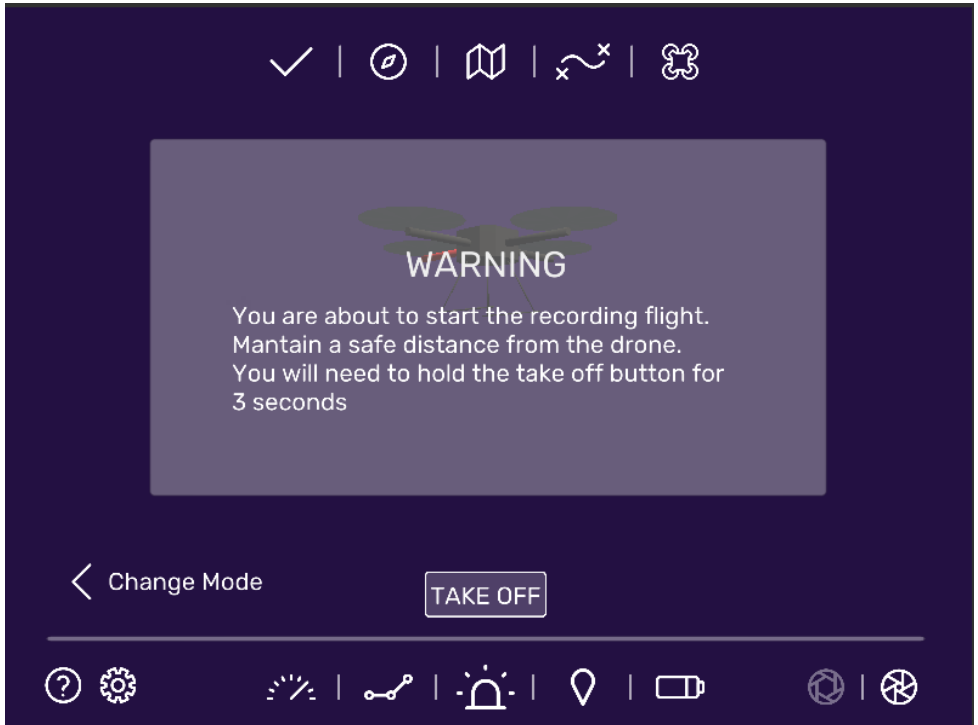 WARNING
You are about to start the recording flight.
Mantain a safe distance from the drone.
You will need to hold the take off button for
3 seconds
Change Mode
TAKE OFF